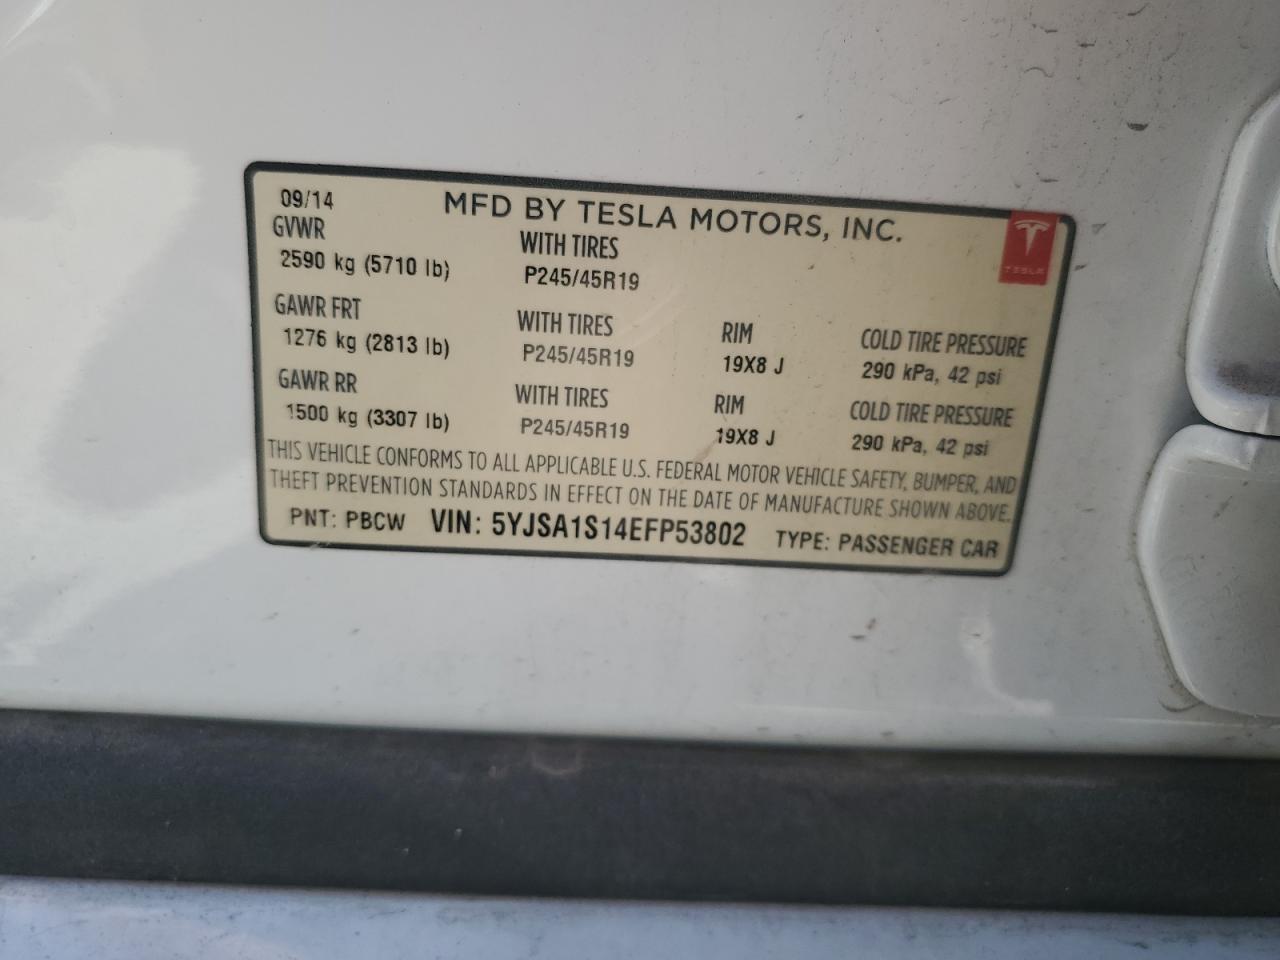 09/14 MFD BY TESLA MOTORS, INC.
GVWR WITH TIRES
2590 kg (5710 lb) P245/45R19
TESLA
GAWR FRT WITH TIRES RIM COLD TIRE PRESSURE
1276 kg (2813 lb) P245/45R19 19X8 J 290 kPa, 42 psi
GAWR RR WITH TIRES RIM COLD TIRE PRESSURE
1500 kg (3307 lb) P245/45R19 19X8 J 290 kPa, 42 psi
THIS VEHICLE CONFORMS TO ALL APPLICABLE U.S. FEDERAL MOTOR VEHICLE SAFETY, BUMPER, AND
THEFT PREVENTION STANDARDS IN EFFECT ON THE DATE OF MANUFACTURE SHOWN ABOVE.
PNT: PBCW VIN: 5YJSA1S14EFP53802 TYPE: PASSENGER CAR